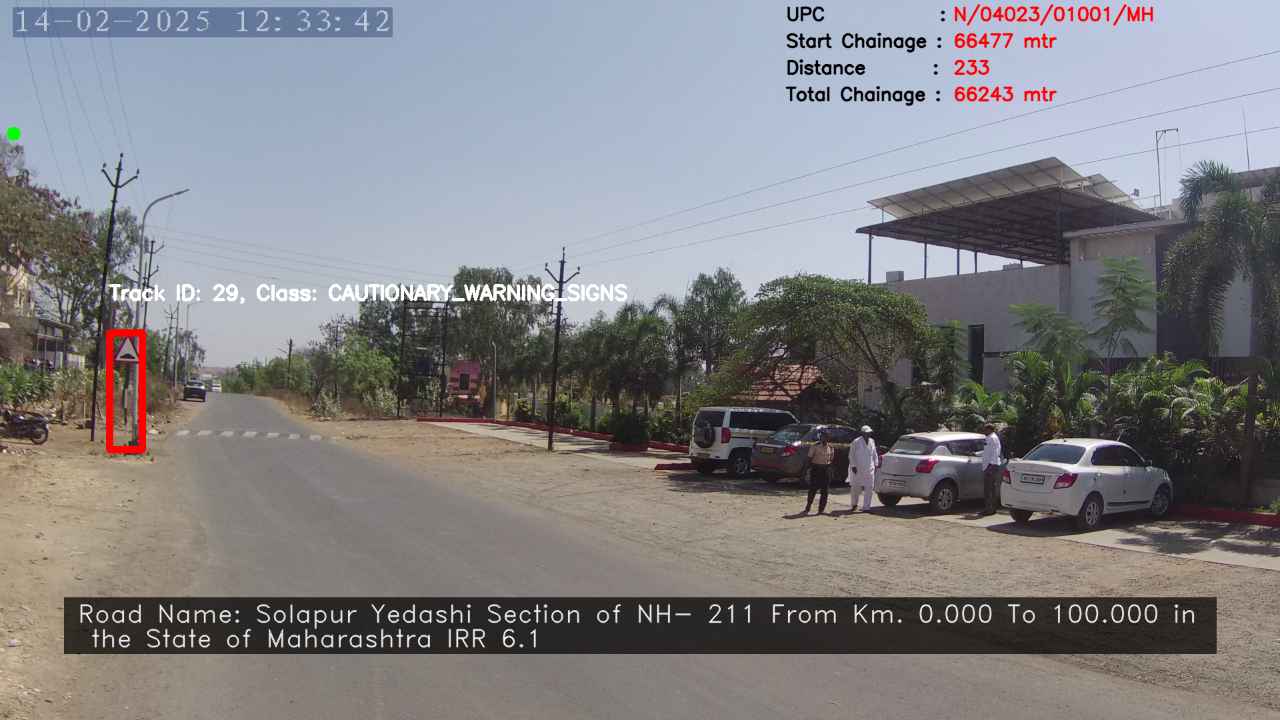 14-02-2025 12:33:42
UPC : N/04023/01001/MH
Start Chainage : 66477 mtr
Distance : 233
Total Chainage : 66243 mtr
Track ID: 29, Class: CAUTIONARY_WARNING_SIGNS
Road Name: Solapur Yedashi Section of NH- 211 From Km. 0.000 To 100.000 in
the State of Maharashtra IRR 6.1